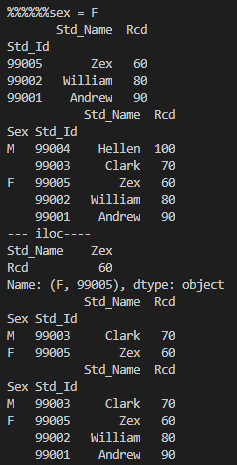 %%%%%%sex = F
        Std_Name  Rcd
Std_Id
99005        Zex   60
99002    William   80
99001     Andrew   90
            Std_Name  Rcd
Sex Std_Id
M   99004     Hellen  100
    99003      Clark   70
F   99005        Zex   60
    99002    William   80
    99001     Andrew   90
--- iloc----
Std_Name    Zex
Rcd          60
Name: (F, 99005), dtype: object
            Std_Name  Rcd
Sex Std_Id
M   99003      Clark   70
F   99005        Zex   60
            Std_Name  Rcd
Sex Std_Id
M   99003      Clark   70
F   99005        Zex   60
    99002    William   80
    99001     Andrew   90